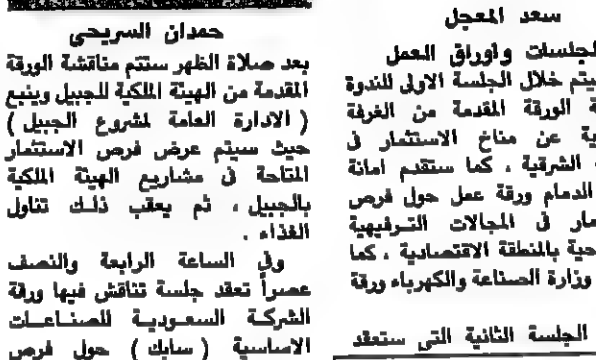 سعد المعجل
الجلسات واوراق العمل
سيتم خلال الجلسة الاولى للندوة
الورقة المقدمة من الغرفة
عن مناخ الاستثمار في
الشرقية . كما ستقدم امانة
الدمام ورقة عمل حول فرص
في المجالات الترفيهية
بالمنطقة الاقتصادية ، كما
وزارة الصناعة والكهرباء ورقة
الجلسة الثانية التي ستعقد
حمدان السريحي
بعد صلاة الظهر ستتم مناقشة الورقة
المقدمة من الهيئة الملكية للجبيل وينبع
( الادارة العامة لمشروع الجبيل )
حيث سيتم عرض فرص الاستثمار
المتاحة في مشاريع الهيئة الملكية
بالجبيل ، ثم يعقب ذلك تناول
الغذاء .
وفي الساعة الرابعة والنصف
عصراً تعقد جلسة تناقش فيها ورقة
الشركة السعودية للصناعات
الاساسية ( سابك ) حول فرص